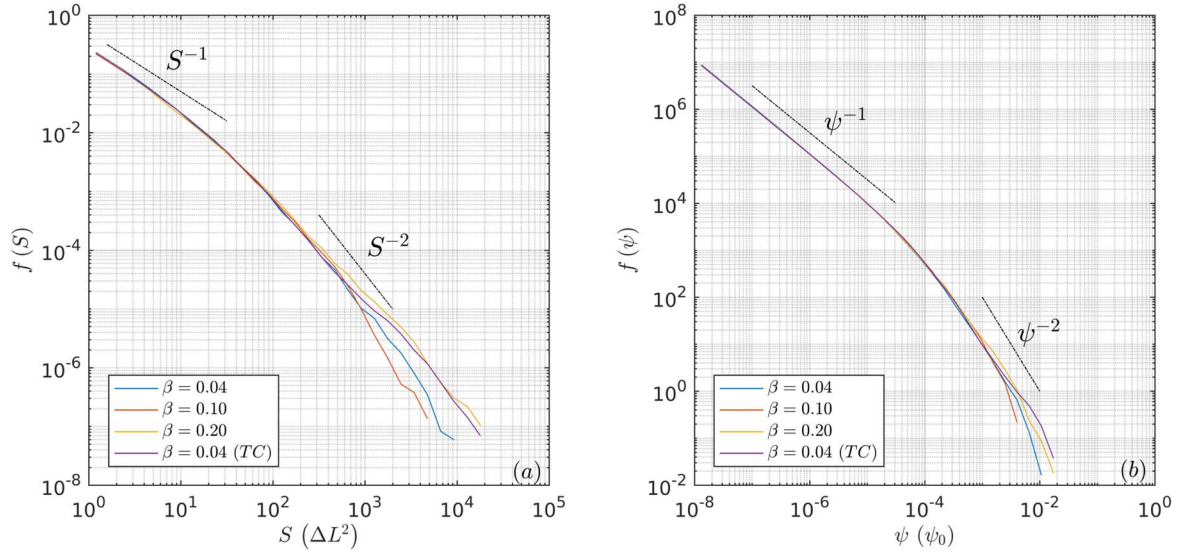 10^0
10^-2
10^-4
10^-6
10^-8
f (S)
S^-1
S^-2
β = 0.04
β = 0.10
β = 0.20
β = 0.04 (TC)
(a)
10^0 10^1 10^2 10^3 10^4 10^5
S (ΔL^2)
10^8
10^6
10^4
10^2
10^0
10^-2
f (ψ)
ψ^-1
ψ^-2
β = 0.04
β = 0.10
β = 0.20
β = 0.04 (TC)
(b)
10^-8 10^-6 10^-4 10^-2 10^0
ψ (ψ_0)